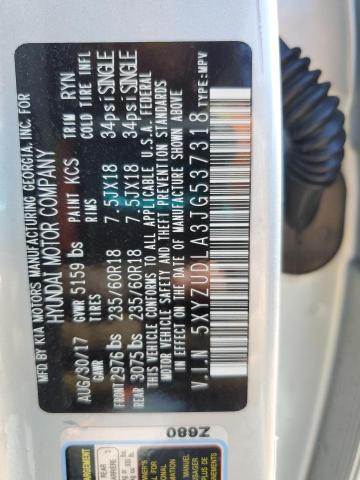 MFD. BY KIA MOTORS MANUFACTURING GEORGIA, INC. FOR
HYUNDAI MOTOR COMPANY
AUG/30/17 GVWR 5159 lbs PAINT KCS TRIM RYN
GAWR TIRES RIMS COLD TIRE INFL
FRONT 2976 lbs 235/60R18 7.5JX18 34psi SINGLE
REAR 3075 lbs 235/60R18 7.5JX18 34psi SINGLE
THIS VEHICLE CONFORMS TO ALL APPLICABLE U.S.A. FEDERAL
MOTOR VEHICLE SAFETY, BUMPER, AND THEFT PREVENTION
STANDARDS IN EFFECT ON THE DATE OF MANUFACTURE SHOWN ABOVE
V.I.N 5XYZUDLA3JG537318 TYPE: MPV
Z680